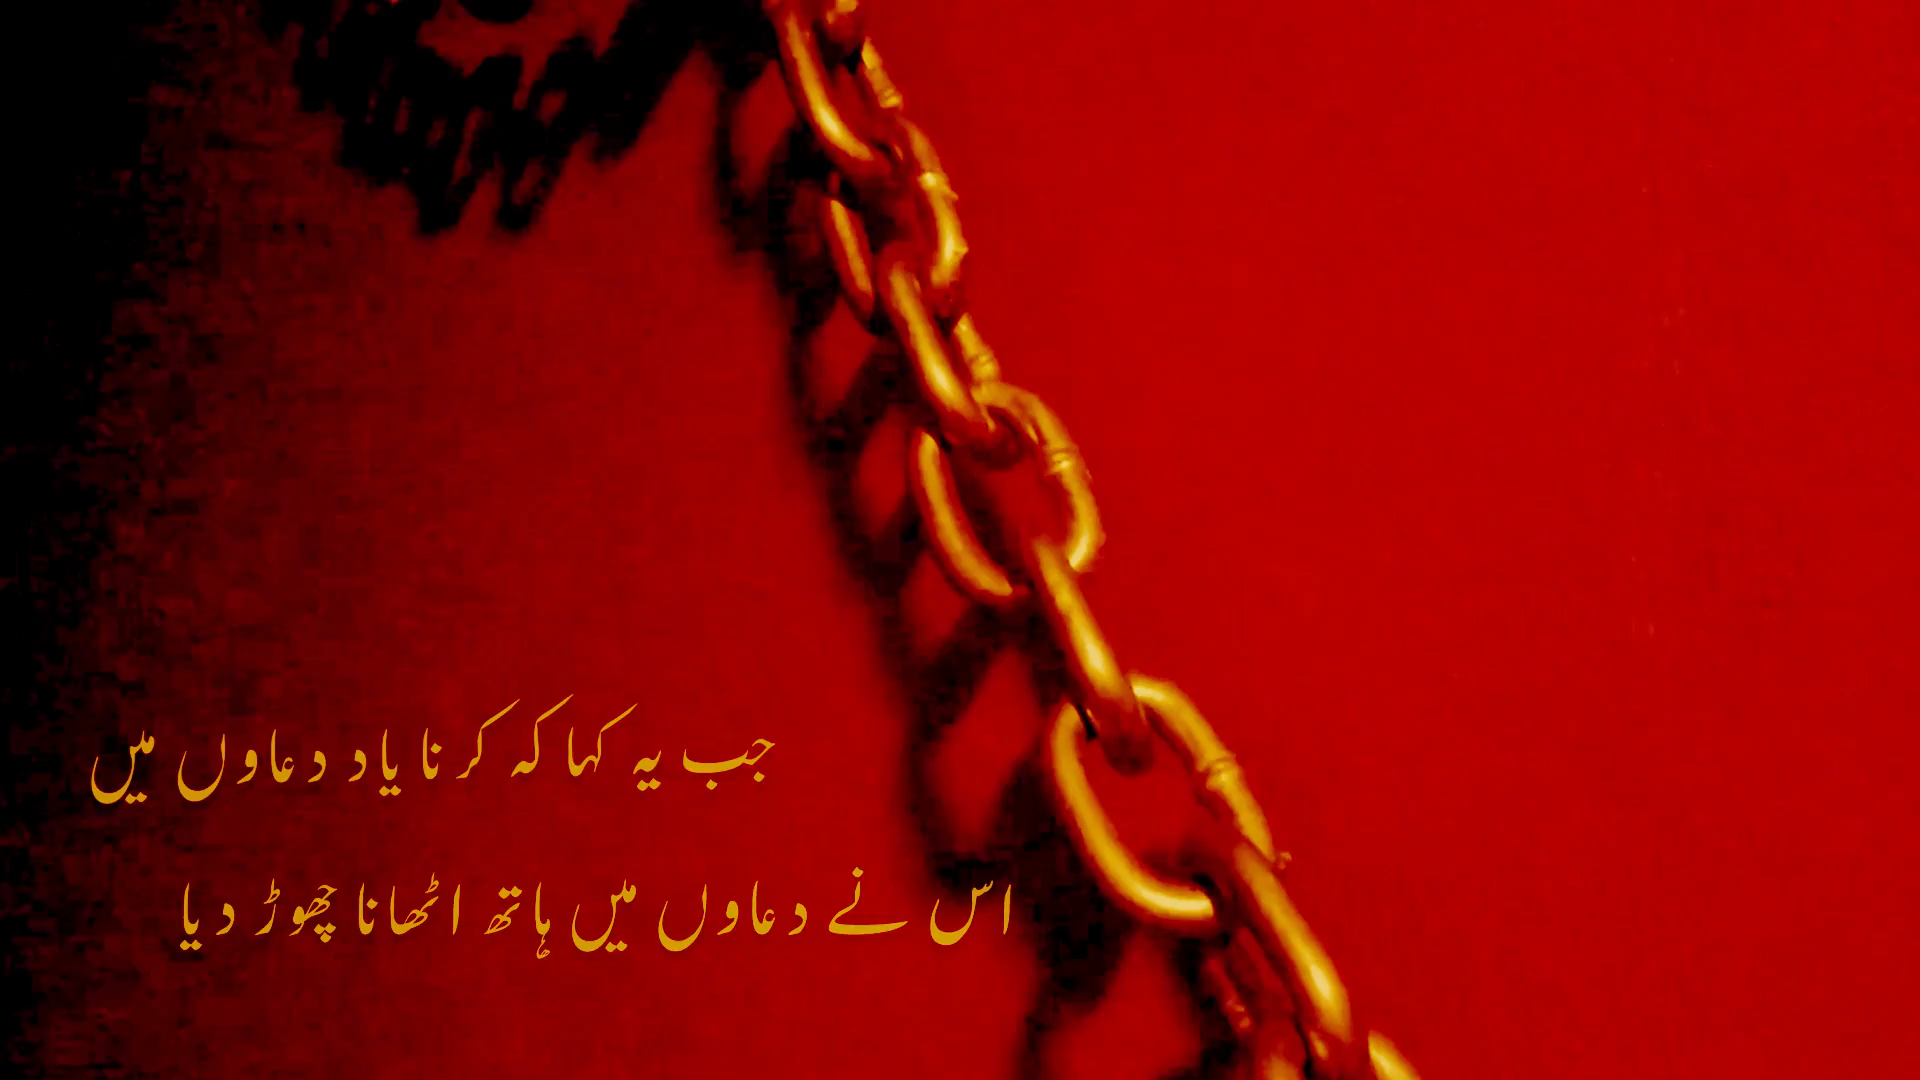 جب یہ کہا کہ کرنا یاد دعاوں میں
اس نے دعاوں میں ہاتھ اٹھانا چھوڑ دیا